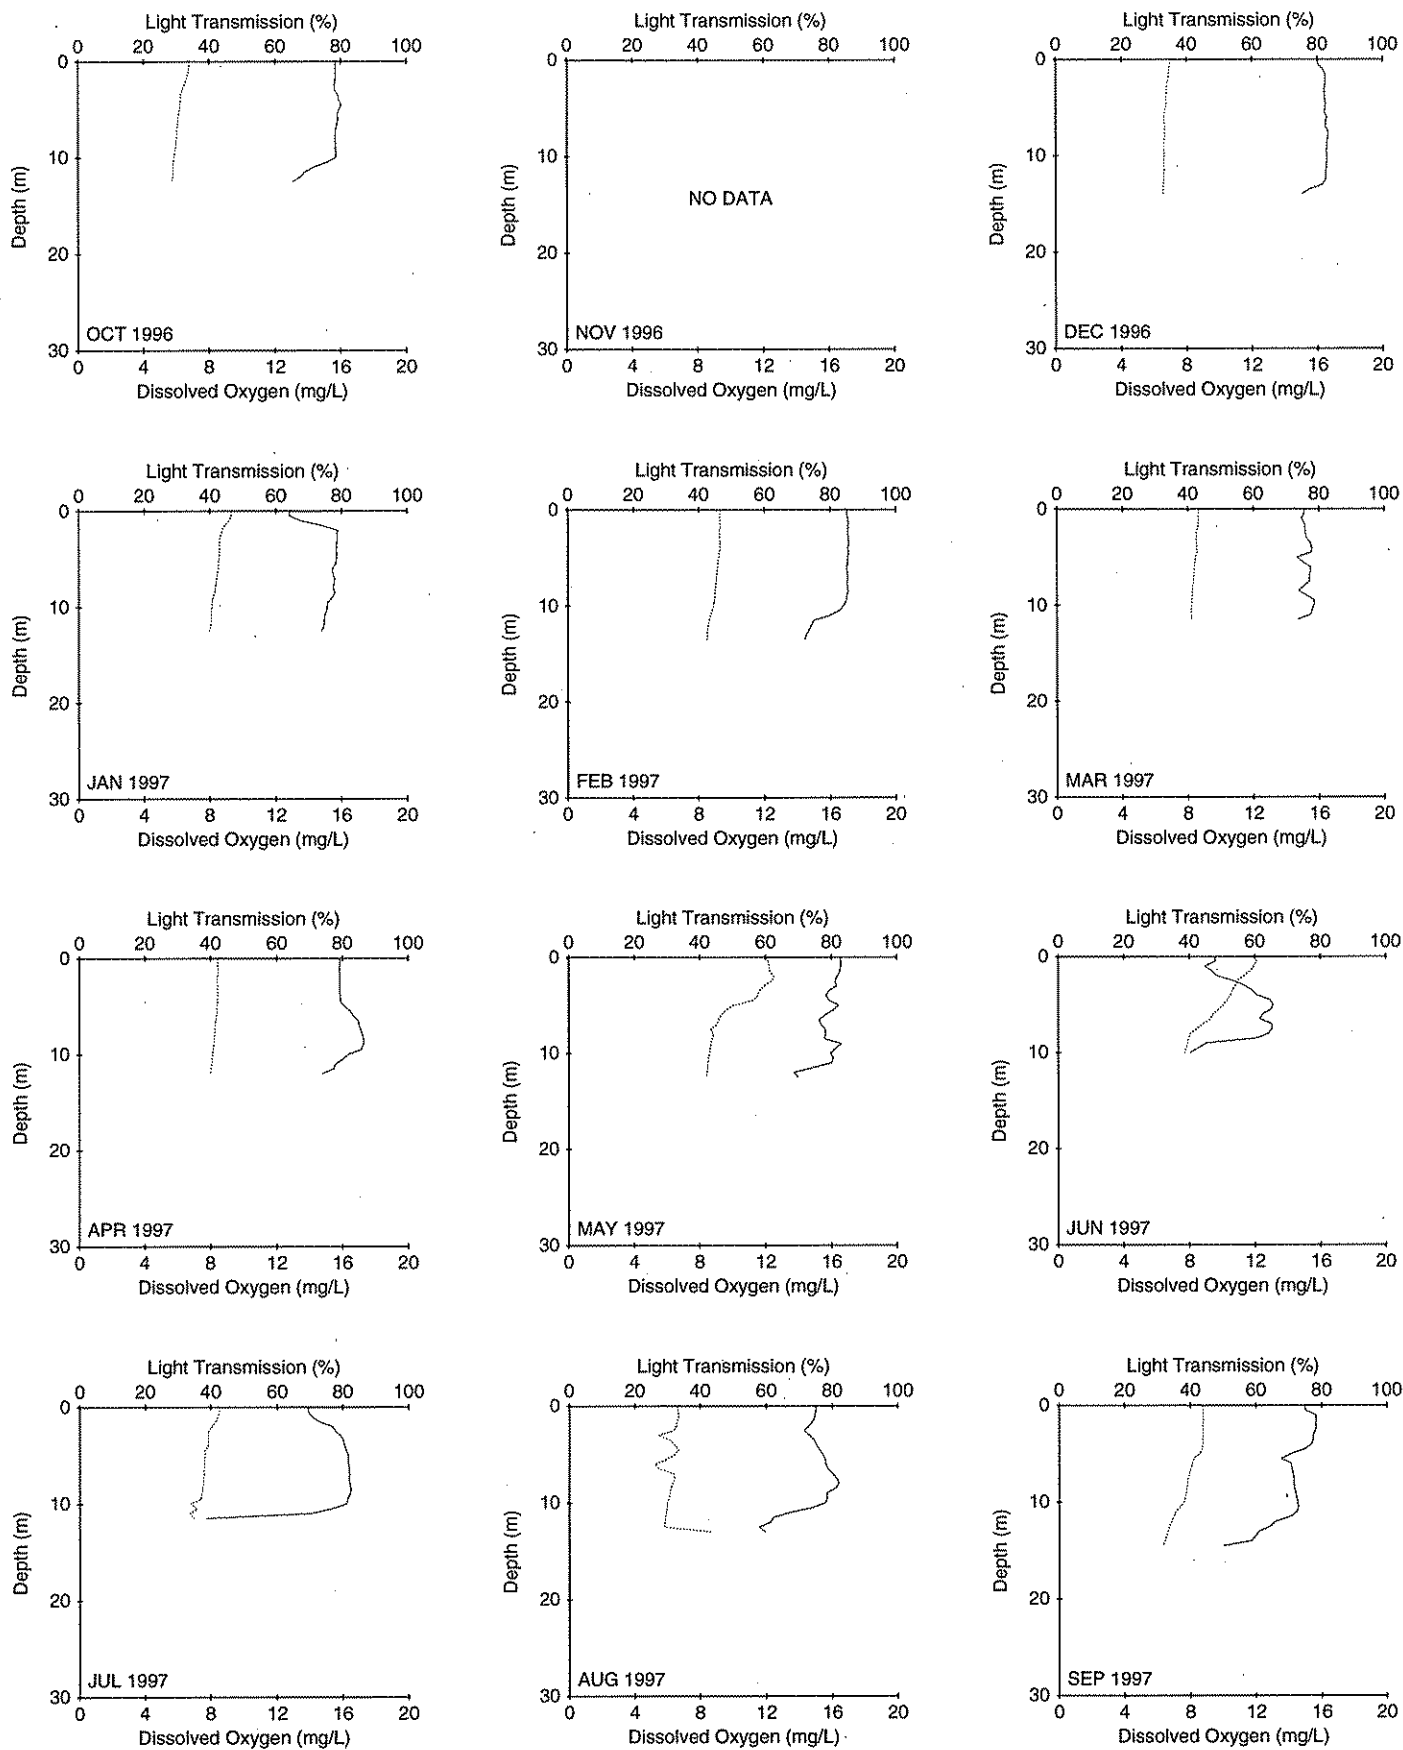 Light Transmission (%) Light Transmission (%) Light Transmission (%)
0 20 40 60 80 100 0 20 40 60 80 100 0 20 40 60 80 100
0 0 0
10 10 10
Depth (m) Depth (m) Depth (m)
NO DATA
20 20 20
OCT 1996 NOV 1996 DEC 1996
30 30 30
0 4 8 12 16 20 0 4 8 12 16 20 0 4 8 12 16 20
Dissolved Oxygen (mg/L) Dissolved Oxygen (mg/L) Dissolved Oxygen (mg/L)
Light Transmission (%) Light Transmission (%) Light Transmission (%)
0 20 40 60 80 100 0 20 40 60 80 100 0 20 40 60 80 100
0 0 0
10 10 10
Depth (m) Depth (m) Depth (m)
20 20 20
JAN 1997 FEB 1997 MAR 1997
30 30 30
0 4 8 12 16 20 0 4 8 12 16 20 0 4 8 12 16 20
Dissolved Oxygen (mg/L) Dissolved Oxygen (mg/L) Dissolved Oxygen (mg/L)
Light Transmission (%) Light Transmission (%) Light Transmission (%)
0 20 40 60 80 100 0 20 40 60 80 100 0 20 40 60 80 100
0 0 0
10 10 10
Depth (m) Depth (m) Depth (m)
20 20 20
APR 1997 MAY 1997 JUN 1997
30 30 30
0 4 8 12 16 20 0 4 8 12 16 20 0 4 8 12 16 20
Dissolved Oxygen (mg/L) Dissolved Oxygen (mg/L) Dissolved Oxygen (mg/L)
Light Transmission (%) Light Transmission (%) Light Transmission (%)
0 20 40 60 80 100 0 20 40 60 80 100 0 20 40 60 80 100
0 0 0
10 10 10
Depth (m) Depth (m) Depth (m)
20 20 20
JUL 1997 AUG 1997 SEP 1997
30 30 30
0 4 8 12 16 20 0 4 8 12 16 20 0 4 8 12 16 20
Dissolved Oxygen (mg/L) Dissolved Oxygen (mg/L) Dissolved Oxygen (mg/L)